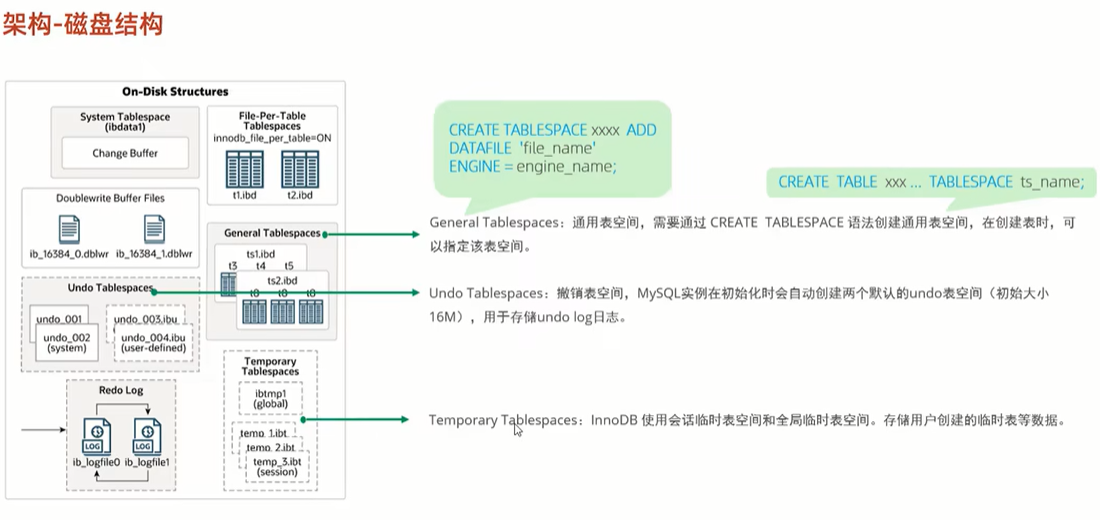 架构-磁盘结构
On-Disk Structures
System Tablespace
(ibdata1)
Change Buffer
File-Per-Table
Tablespaces
innodb_file_per_table=ON
t1.ibd
t2.ibd
Doublewrite Buffer Files
ib_16384_0.dblwr
ib_16384_1.dblwr
General Tablespaces
ts1.ibd
t3 t4 t5
ts2.ibd
Undo Tablespaces
undo_001
undo_002
(system)
undo_003.ibu
undo_004.ibu
(user-defined)
Temporary
Tablespaces
ibtmp1
(global)
temp_1.ibt
temp_2.ibt
temp_3.ibt
(session)
Redo Log
LOG
LOG
ib_logfile0
ib_logfile1
CREATE TABLESPACE xxxx ADD
DATAFILE 'file_name'
ENGINE = engine_name;
CREATE TABLE xxx ... TABLESPACE ts_name;
General Tablespaces：通用表空间，需要通过 CREATE TABLESPACE 语法创建通用表空间，在创建表时，可
以指定该表空间。
Undo Tablespaces：撤销表空间，MySQL实例在初始化时会自动创建两个默认的undo表空间（初始大小
16M），用于存储undo log日志。
Temporary Tablespaces：InnoDB 使用会话临时表空间和全局临时表空间。存储用户创建的临时表等数据。